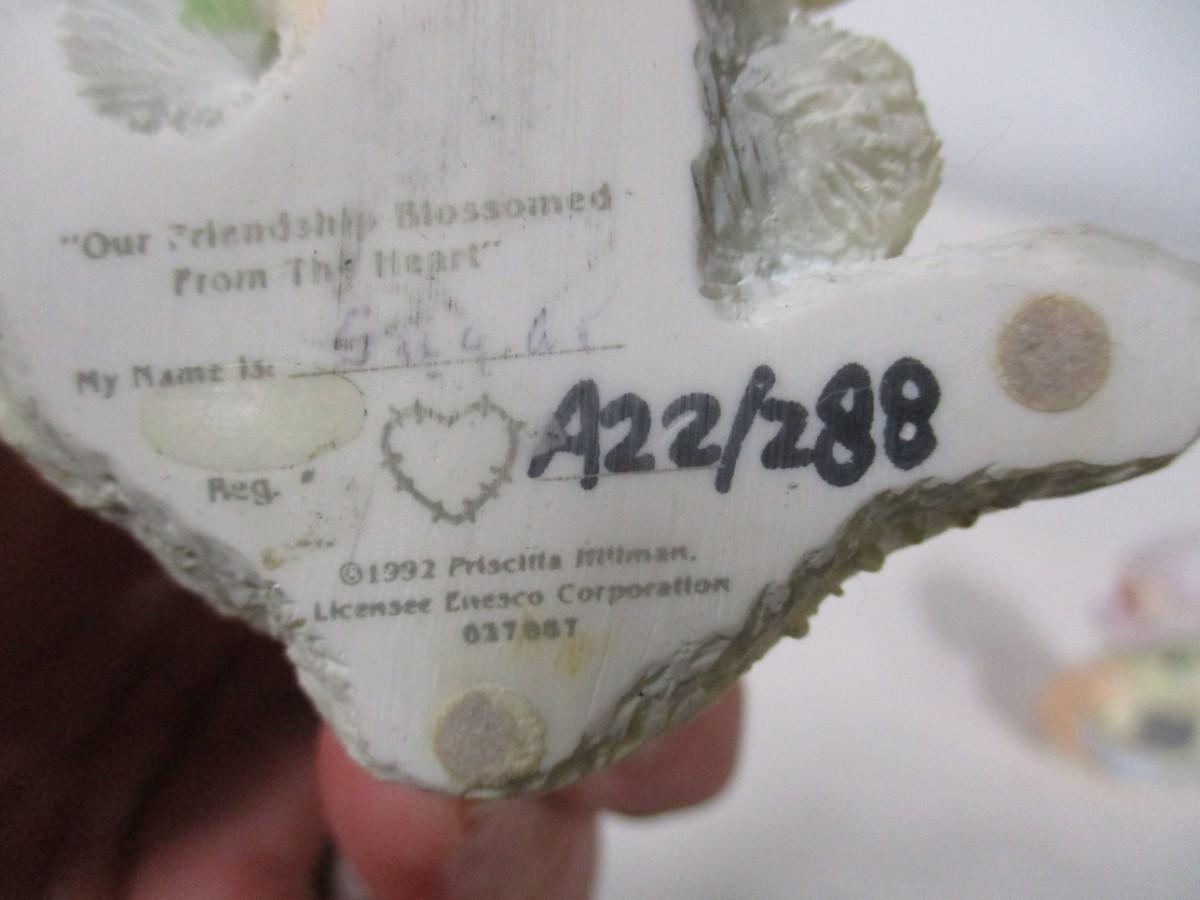 "Our Friendship Blossomed
From The Heart"
My Name is:
A22/288
Reg.
©1992 Priscilla Hillman.
Licensee Enesco Corporation